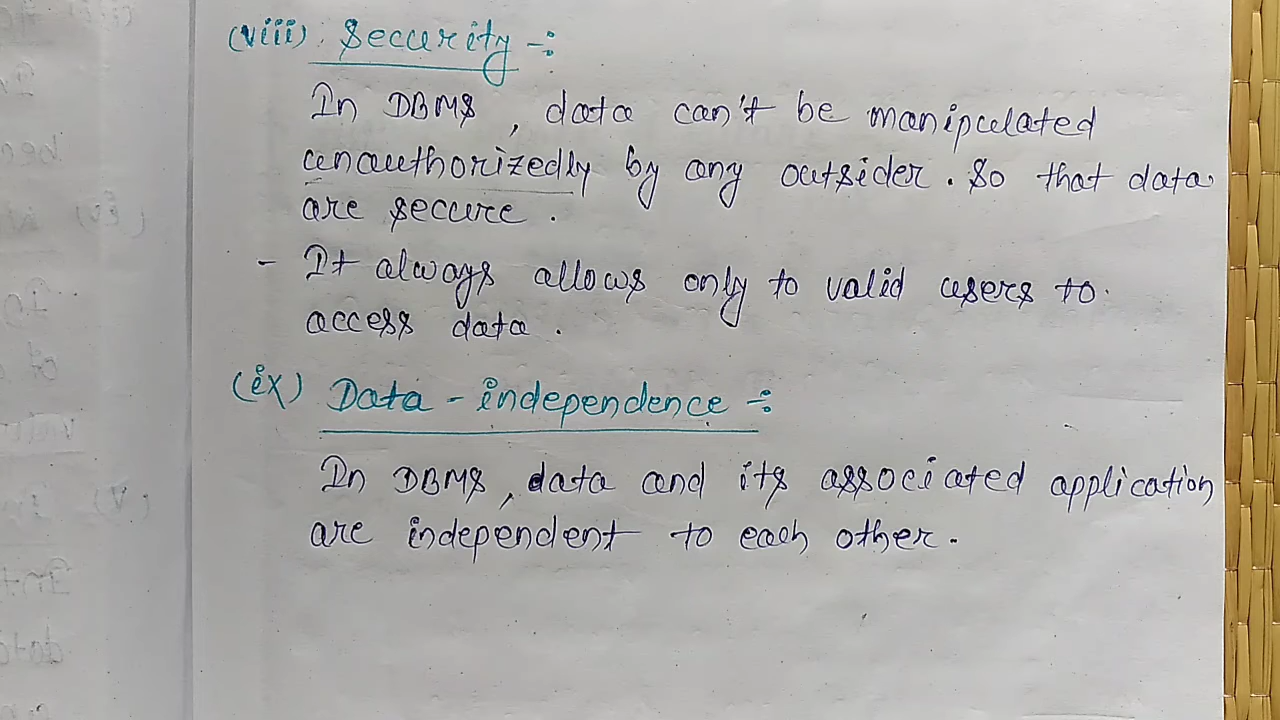 (viii) Security -:
In DBMS, data can't be manipulated
unauthorizedly by any outsider. So that data
are secure.
- It always allows only to valid users to
access data.
(ix) Data - independence -:
In DBMS, data and its associated application
are independent to each other.